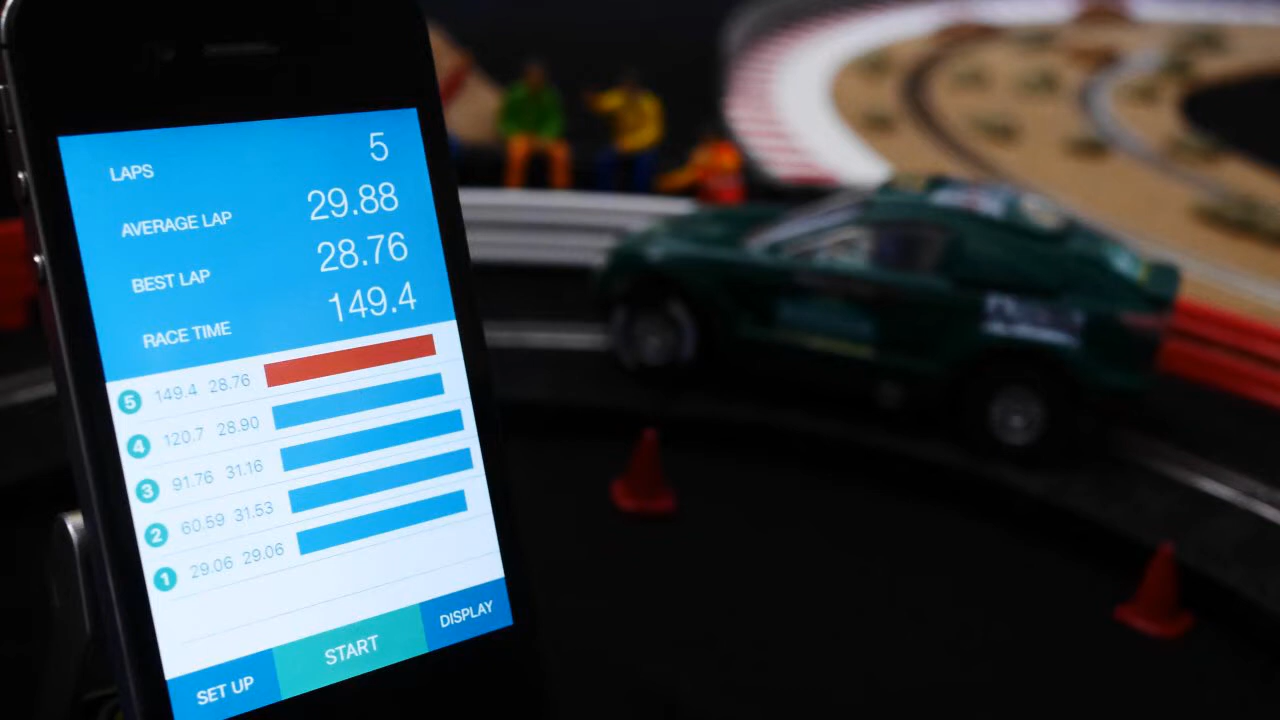 LAPS 5
AVERAGE LAP 29.88
BEST LAP 28.76
RACE TIME 149.4
5 149.4 28.76
4 120.7 28.90
3 91.76 31.16
2 60.59 31.53
1 29.06 29.06
SET UP START DISPLAY